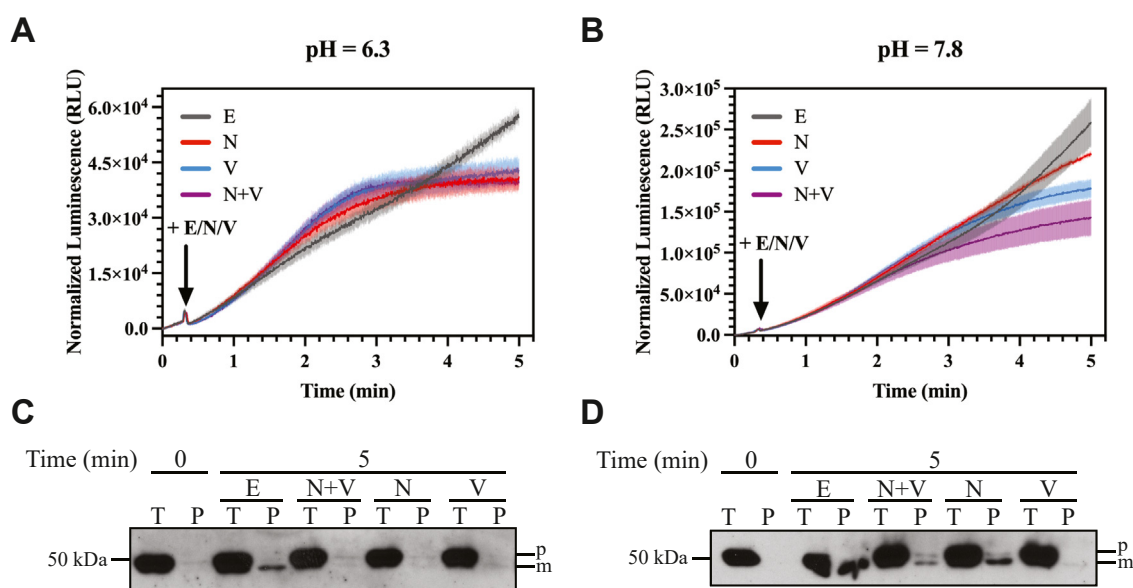 A
pH = 6.3
Normalized Luminescence (RLU)
6.0×10⁴
4.5×10⁴
3.0×10⁴
1.5×10⁴
0.0
E
N
V
N+V
+ E/N/V
0 1 2 3 4 5
Time (min)
B
pH = 7.8
Normalized Luminescence (RLU)
3.0×10⁵
2.5×10⁵
2.0×10⁵
1.5×10⁵
1.0×10⁵
5.0×10⁴
0.0
E
N
V
N+V
+ E/N/V
0 1 2 3 4 5
Time (min)
C
Time (min) 0 5
E N+V N V
T P T P T P T P T P
50 kDa
p
m
D
Time (min) 0 5
E N+V N V
T P T P T P T P T P
50 kDa
p
m